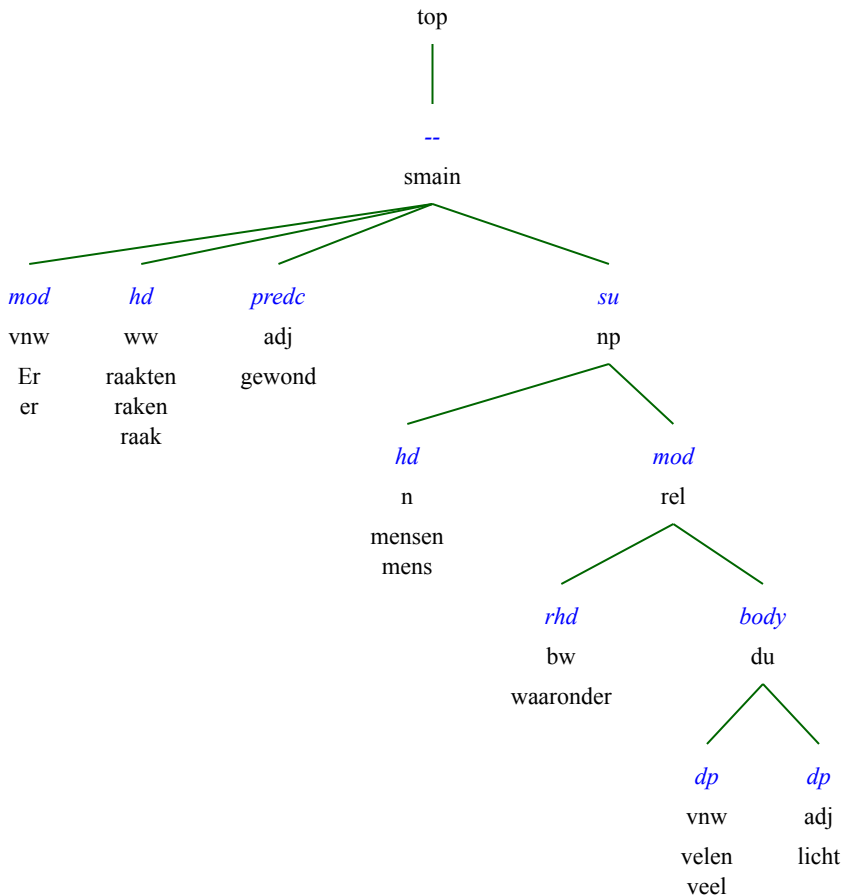 top
--
smain
mod hd predc su
vnw ww adj np
Er raakten gewond
er raken
raak
hd mod
n rel
mensen
mens
rhd body
bw du
waaronder
dp dp
vnw adj
velen licht
veel